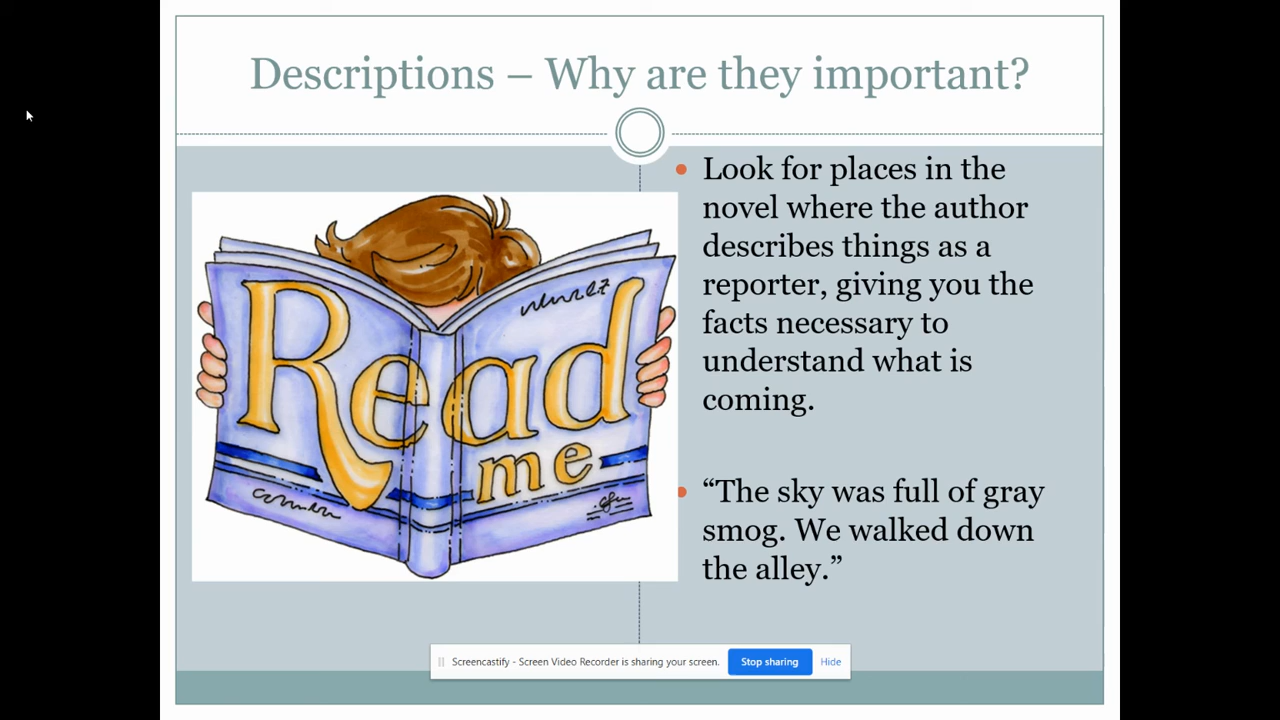 Descriptions – Why are they important?
Read
me
Look for places in the
novel where the author
describes things as a
reporter, giving you the
facts necessary to
understand what is
coming.
“The sky was full of gray
smog. We walked down
the alley.”
Screencastify - Screen Video Recorder is sharing your screen.
Stop sharing
Hide